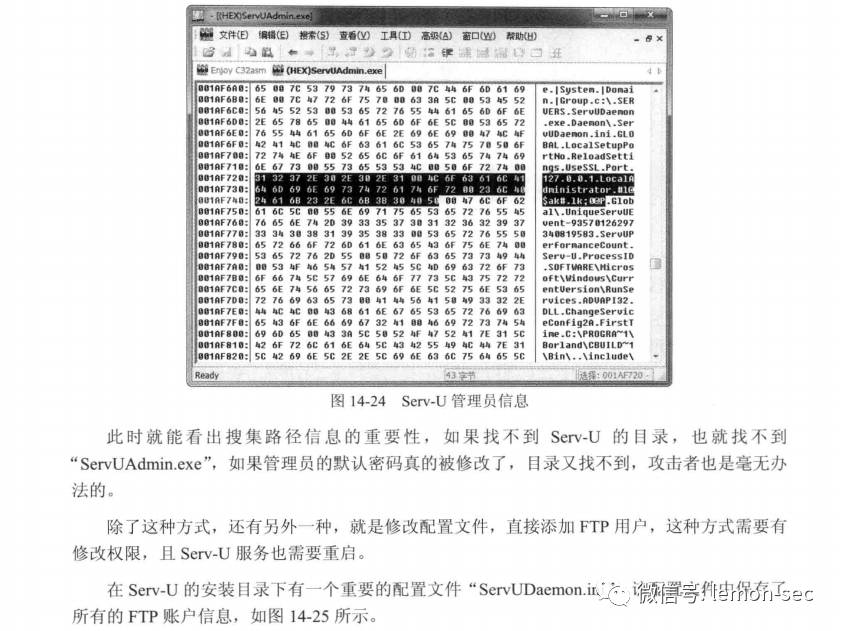 - [(HEX)ServUAdmin.exe]
文件(F) 编辑(E) 搜索(S) 查看(V) 工具(T) 高级(A) 窗口(W) 帮助(H)
Enjoy C32asm (HEX)ServUAdmin.exe
001AF6A0: 65 00 7C 53 79 73 74 65 6D 00 7C 44 6F 6D 61 69 e.|System.|Domai
001AF6B0: 6E 00 7C 47 72 6F 75 70 00 63 3A 5C 00 53 45 52 n.|Group.c:\.SER
001AF6C0: 56 45 52 53 00 53 65 72 76 55 44 61 65 6D 6F 6E VERS.ServUDaemon
001AF6D0: 2E 65 78 65 00 44 61 65 6D 6F 6E 5C 00 53 65 72 .exe.Daemon\.Ser
001AF6E0: 76 55 44 61 65 6D 6F 6E 2E 69 6E 69 00 47 4C 4F vUDaemon.ini.GLO
001AF6F0: 42 41 4C 00 4C 6F 63 61 6C 53 65 74 75 70 50 6F BAL.LocalSetupPo
001AF700: 72 74 4E 6F 00 52 65 6C 6F 61 64 53 65 74 74 69 rtNo.ReloadSetti
001AF710: 6E 67 73 00 55 73 65 53 53 4C 00 50 6F 72 74 00 ngs.UseSSL.Port.
001AF720: 31 32 37 2E 30 2E 30 2E 31 00 4C 6F 63 61 6C 41 127.0.0.1.LocalA
001AF730: 64 6D 69 6E 69 73 74 72 61 74 6F 72 00 23 6C 40 dministrator.#l@
001AF740: 24 61 6B 23 2E 6C 6B 3B 30 40 50 00 47 6C 6F 62 $ak#.lk;0@P.Glob
001AF750: 61 6C 5C 00 55 6E 69 71 75 65 53 65 72 76 55 45 al\.UniqueServUE
001AF760: 76 65 6E 74 2D 39 33 35 37 30 31 32 36 32 39 37 vent-93570126297
001AF770: 33 34 30 38 31 39 35 38 33 00 53 65 72 76 55 50 340819583.ServUP
001AF780: 65 72 66 6F 72 6D 61 6E 63 65 43 6F 75 6E 74 00 erformanceCount.
001AF790: 53 65 72 76 2D 55 00 50 72 6F 63 65 73 73 49 44 Serv-U.ProcessID
001AF7A0: 00 53 4F 46 54 57 41 52 45 5C 4D 69 63 72 6F 73 .SOFTWARE\Micros
001AF7B0: 6F 66 74 5C 57 69 6E 64 6F 77 73 5C 43 75 72 72 oft\Windows\Curr
001AF7C0: 65 6E 74 56 65 72 73 69 6F 6E 5C 52 75 6E 53 65 entVersion\RunSe
001AF7D0: 72 76 69 63 65 73 00 41 44 56 41 50 49 33 32 2E rvices.ADVAPI32.
001AF7E0: 44 4C 4C 00 43 68 61 6E 67 65 53 65 72 76 69 63 DLL.ChangeServic
001AF7F0: 65 43 6F 6E 66 69 67 32 41 00 46 69 72 73 74 54 eConfig2A.FirstT
001AF800: 69 6D 65 00 43 3A 5C 50 52 4F 47 52 41 7E 31 5C ime.C:\PROGRA~1\
001AF810: 42 6F 72 6C 61 6E 64 5C 43 42 55 49 4C 44 7E 31 Borland\CBUILD~1
001AF820: 5C 42 69 6E 5C 2E 2E 5C 69 6E 63 6C 75 64 65 5C \Bin\..\include\
Ready 43 字节 选择: 001AF720 -
图 14-24 Serv-U 管理员信息
此时就能看出搜集路径信息的重要性，如果找不到 Serv-U 的目录，也就找不到
“ServUAdmin.exe”，如果管理员的默认密码真的被修改了，目录又找不到，攻击者也是毫无办
法的。
除了这种方式，还有另外一种，就是修改配置文件，直接添加 FTP 用户，这种方式需要有
修改权限，且 Serv-U 服务也需要重启。
在 Serv-U 的安装目录下有一个重要的配置文件“ServUDaemon.ini”，该配置文件中保存了
所有的 FTP 账户信息，如图 14-25 所示。
微信号: lemon-sec